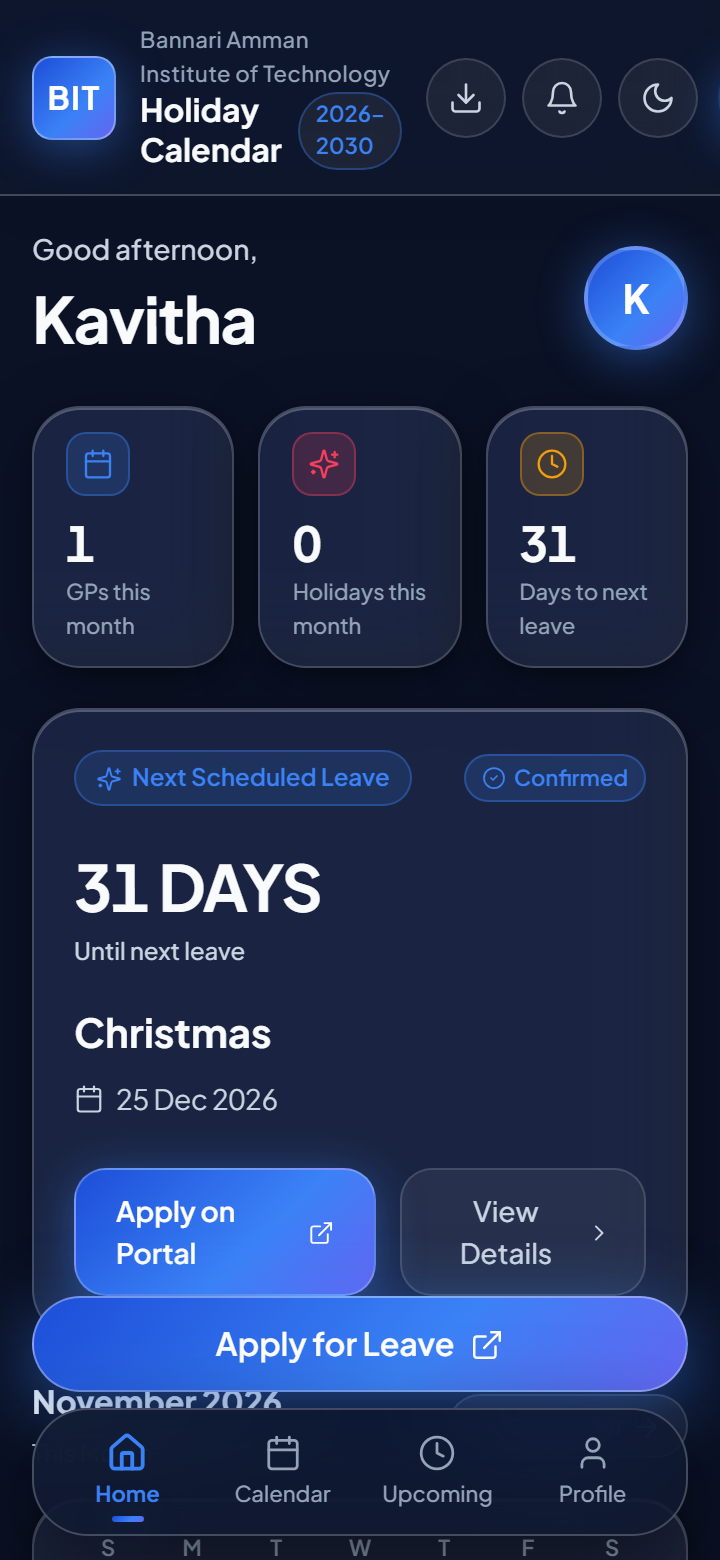 BIT
Bannari Amman
Institute of Technology
Holiday
Calendar
2026–
2030
Good afternoon,
Kavitha
K
1
GPs this
month
0
Holidays this
month
31
Days to next
leave
Next Scheduled Leave
Confirmed
31 DAYS
Until next leave
Christmas
25 Dec 2026
Apply on
Portal
View
Details
Apply for Leave
November 2026
Home
Calendar
Upcoming
Profile
S M T W T F S